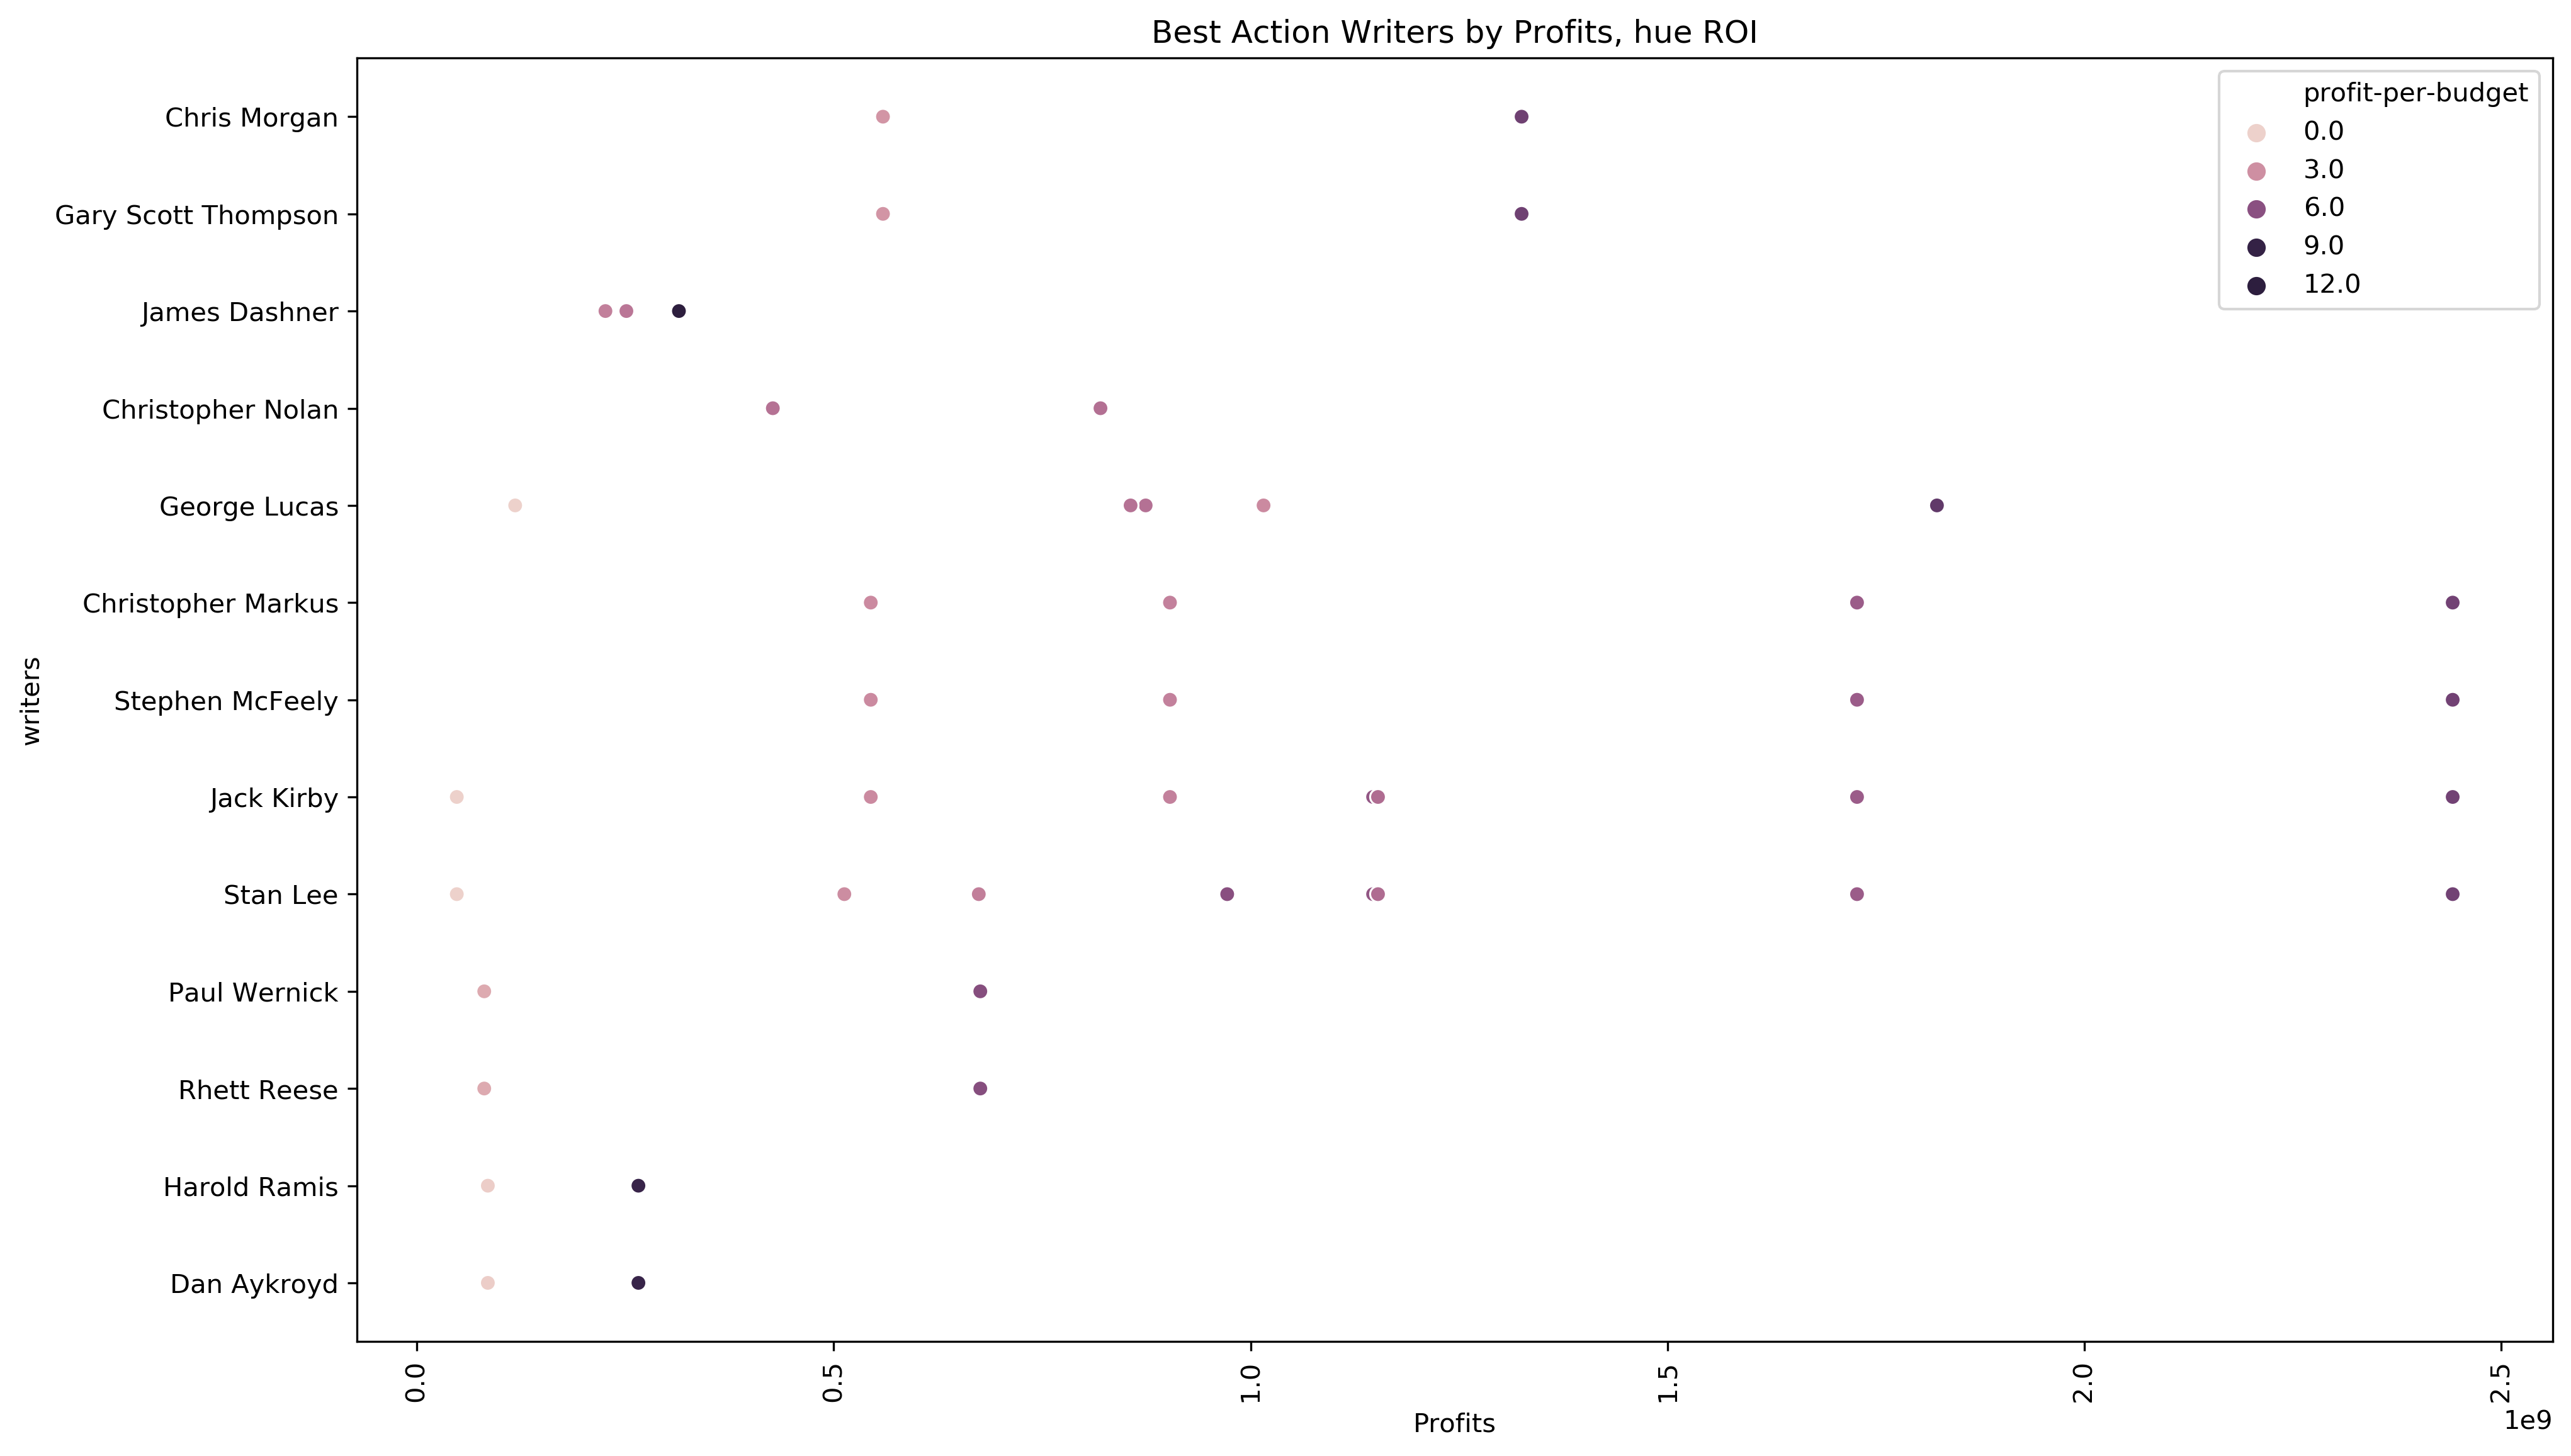 Best Action Writers by Profits, hue ROI
profit-per-budget
0.0
3.0
6.0
9.0
12.0
writers
Chris Morgan
Gary Scott Thompson
James Dashner
Christopher Nolan
George Lucas
Christopher Markus
Stephen McFeely
Jack Kirby
Stan Lee
Paul Wernick
Rhett Reese
Harold Ramis
Dan Aykroyd
0.0
0.5
1.0
1.5
2.0
2.5
Profits
1e9